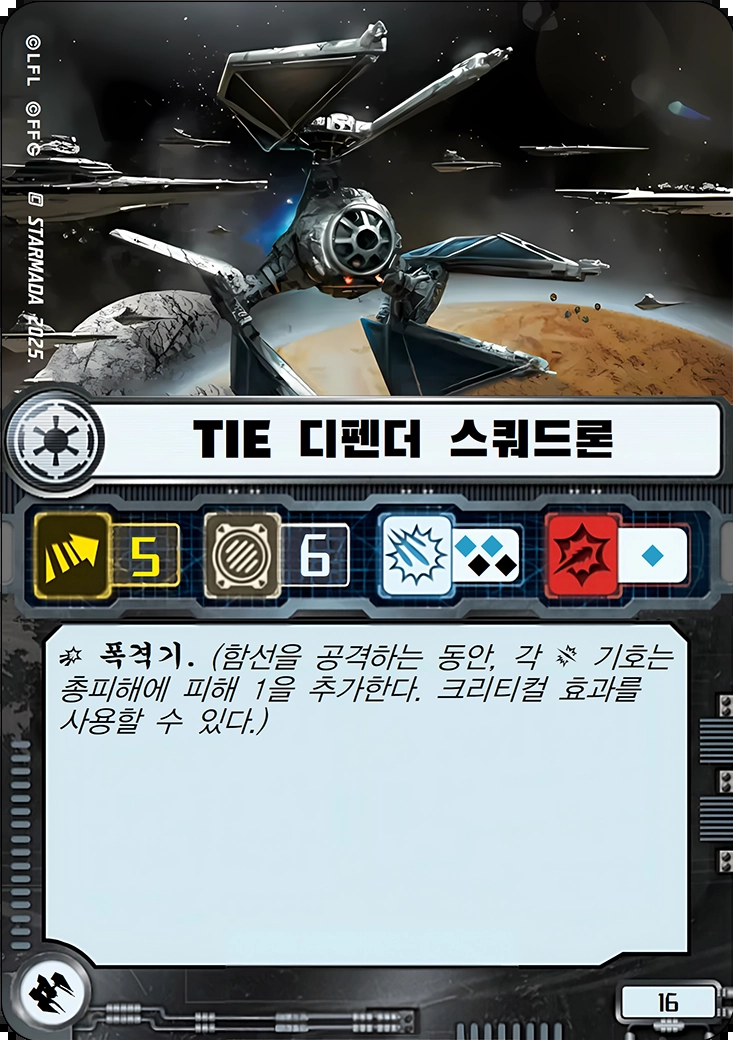 ©LFL ©FFG © STARMADA 2025.
TIE 디펜더 스쿼드론
5
6
폭격기. (함선을 공격하는 동안, 각 기호는
총피해에 피해 1을 추가한다. 크리티컬 효과를
사용할 수 있다.)
16